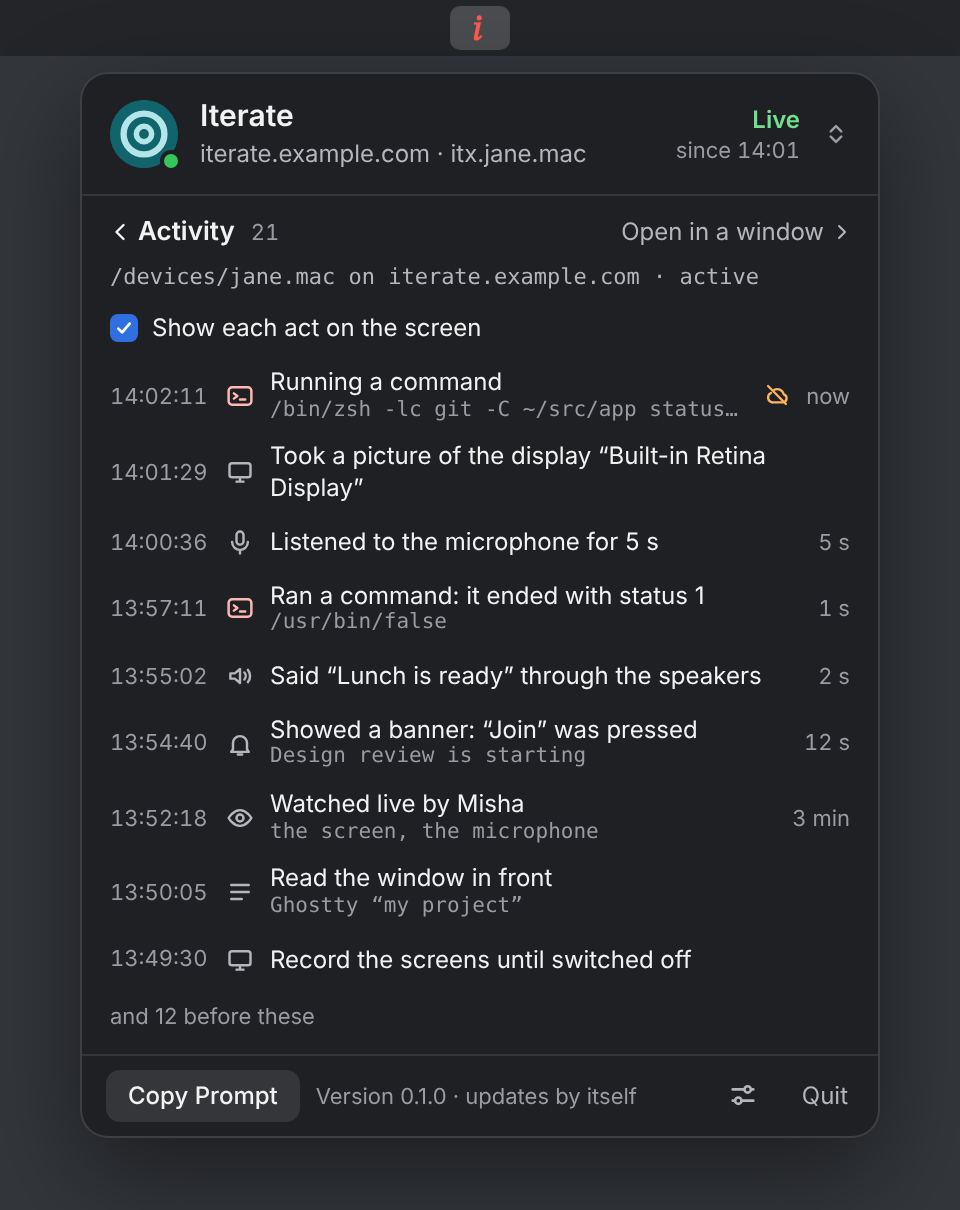 i
Iterate
iterate.example.com · itx.jane.mac
Live
since 14:01
Activity 21
Open in a window
/devices/jane.mac on iterate.example.com · active
Show each act on the screen
14:02:11 Running a command now
/bin/zsh -lc git -C ~/src/app status…
14:01:29 Took a picture of the display “Built-in Retina
Display”
14:00:36 Listened to the microphone for 5 s 5 s
13:57:11 Ran a command: it ended with status 1 1 s
/usr/bin/false
13:55:02 Said “Lunch is ready” through the speakers 2 s
13:54:40 Showed a banner: “Join” was pressed 12 s
Design review is starting
13:52:18 Watched live by Misha 3 min
the screen, the microphone
13:50:05 Read the window in front
Ghostty “my project”
13:49:30 Record the screens until switched off
and 12 before these
Copy Prompt Version 0.1.0 · updates by itself Quit